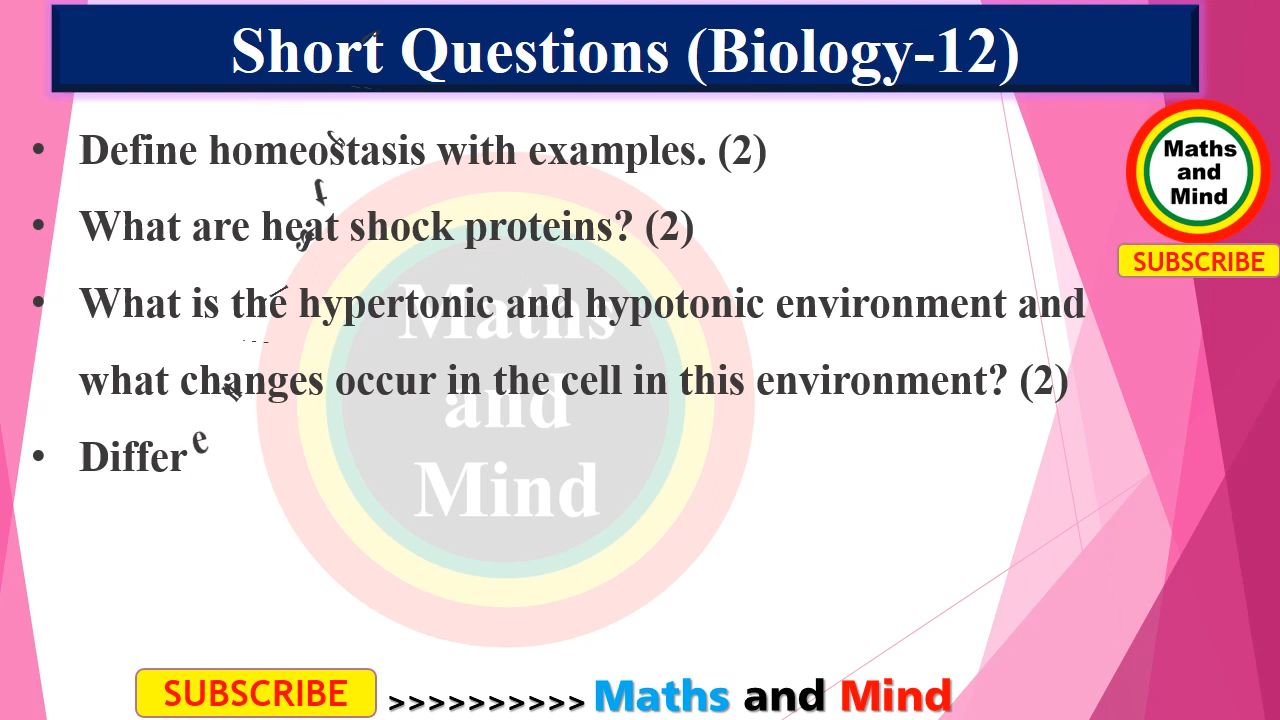 Short Questions (Biology-12)
• Define homeostasis with examples. (2)
• What are heat shock proteins? (2)
• What is the hypertonic and hypotonic environment and
what changes occur in the cell in this environment? (2)
• Differe
Maths
and
Mind
SUBSCRIBE
Maths
and
Mind
SUBSCRIBE >>>>>>>>>> Maths and Mind